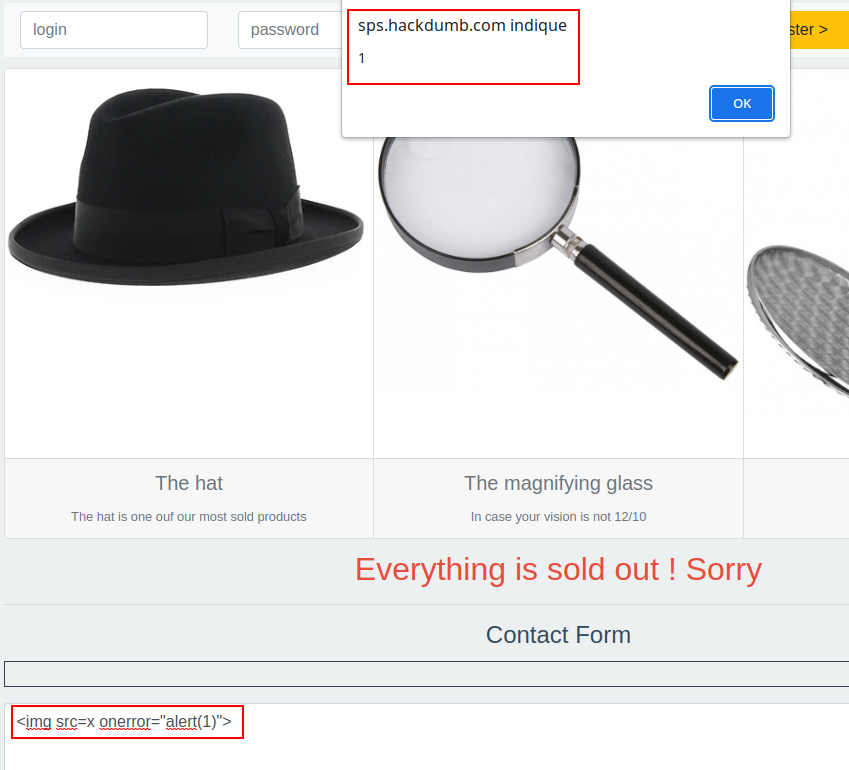 login
password
ster >
sps.hackdumb.com indique
1
OK
The hat
The magnifying glass
The hat is one ouf our most sold products
In case your vision is not 12/10
Everything is sold out ! Sorry
Contact Form
<img src=x onerror="alert(1)">